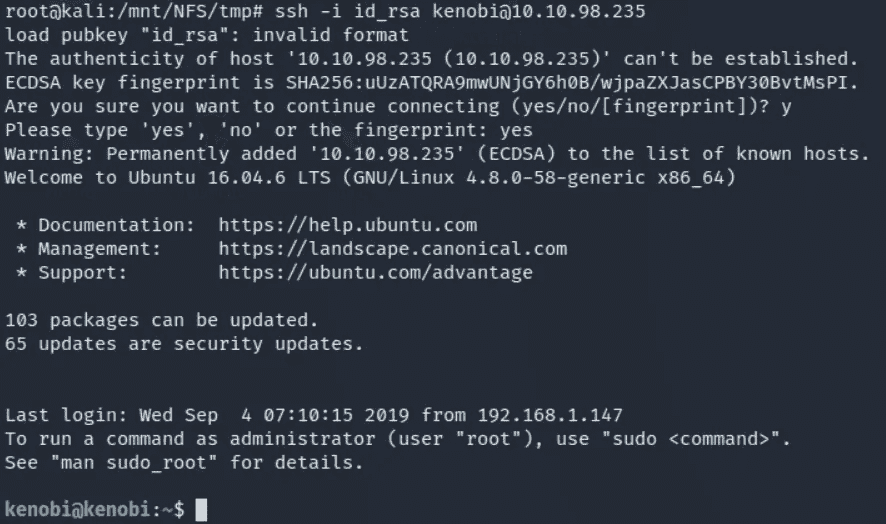 root@kali:/mnt/NFS/tmp# ssh -i id_rsa kenobi@10.10.98.235
load pubkey "id_rsa": invalid format
The authenticity of host '10.10.98.235 (10.10.98.235)' can't be established.
ECDSA key fingerprint is SHA256:uUzATQRA9mwUNjGY6h0B/wjpaZXJasCPBY30BvtMsPI.
Are you sure you want to continue connecting (yes/no/[fingerprint])? y
Please type 'yes', 'no' or the fingerprint: yes
Warning: Permanently added '10.10.98.235' (ECDSA) to the list of known hosts.
Welcome to Ubuntu 16.04.6 LTS (GNU/Linux 4.8.0-58-generic x86_64)
* Documentation:  https://help.ubuntu.com
* Management:     https://landscape.canonical.com
* Support:        https://ubuntu.com/advantage
103 packages can be updated.
65 updates are security updates.
Last login: Wed Sep  4 07:10:15 2019 from 192.168.1.147
To run a command as administrator (user "root"), use "sudo <command>".
See "man sudo_root" for details.
kenobi@kenobi:~$